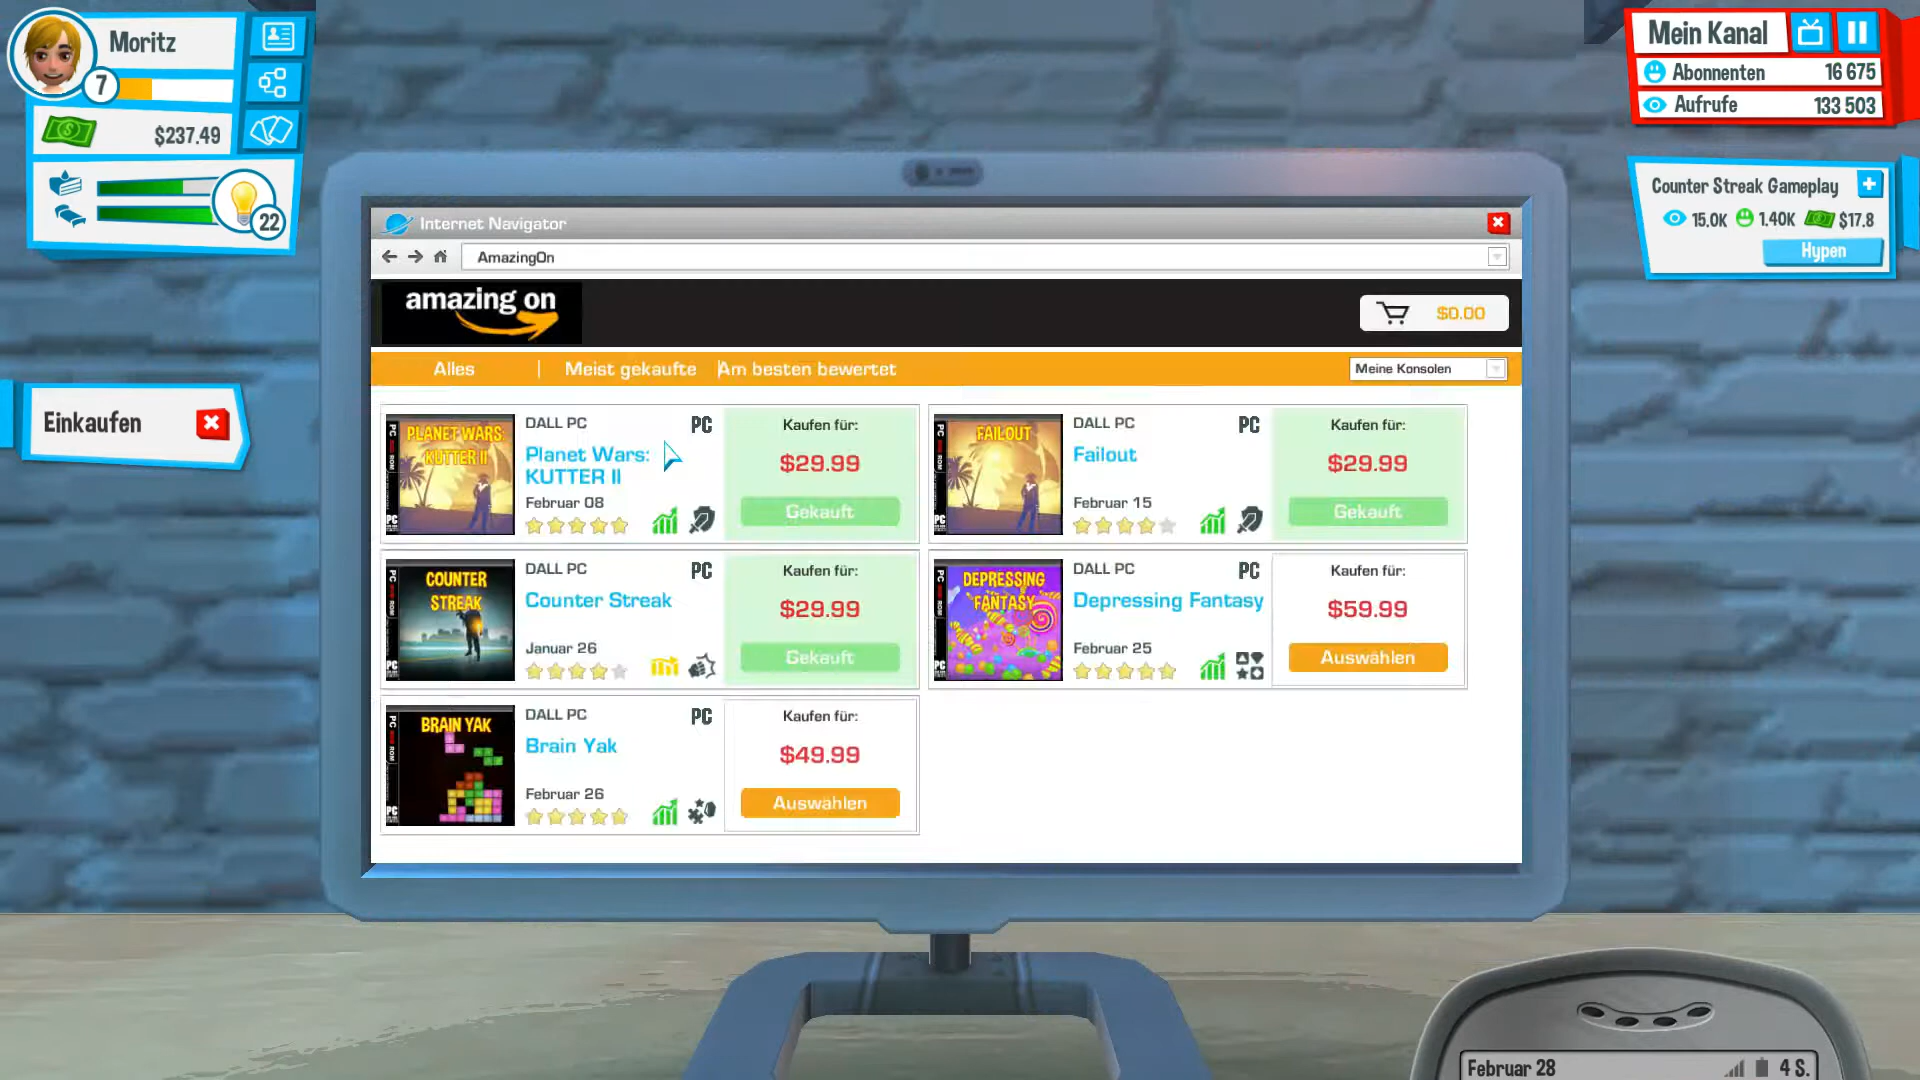 Moritz
7
$237.49
22
Mein Kanal
Abonnenten 16 675
Aufrufe 133 503
Counter Streak Gameplay
15.0K 1.40K $17.8
Hypen
Einkaufen
Internet Navigator
AmazingOn
amazing on
$0.00
Alles | Meist gekaufte | Am besten bewertet
Meine Konsolen
PLANET WARS:
KUTTER II
DALL PC
PC
Planet Wars:
KUTTER II
Februar 08
Kaufen für:
$29.99
Gekauft
FAILOUT
DALL PC
PC
Failout
Februar 15
Kaufen für:
$29.99
Gekauft
COUNTER
STREAK
DALL PC
PC
Counter Streak
Januar 26
Kaufen für:
$29.99
Gekauft
DEPRESSING
FANTASY
DALL PC
PC
Depressing Fantasy
Februar 25
Kaufen für:
$59.99
Auswählen
BRAIN YAK
DALL PC
PC
Brain Yak
Februar 26
Kaufen für:
$49.99
Auswählen
Februar 28
4 S.